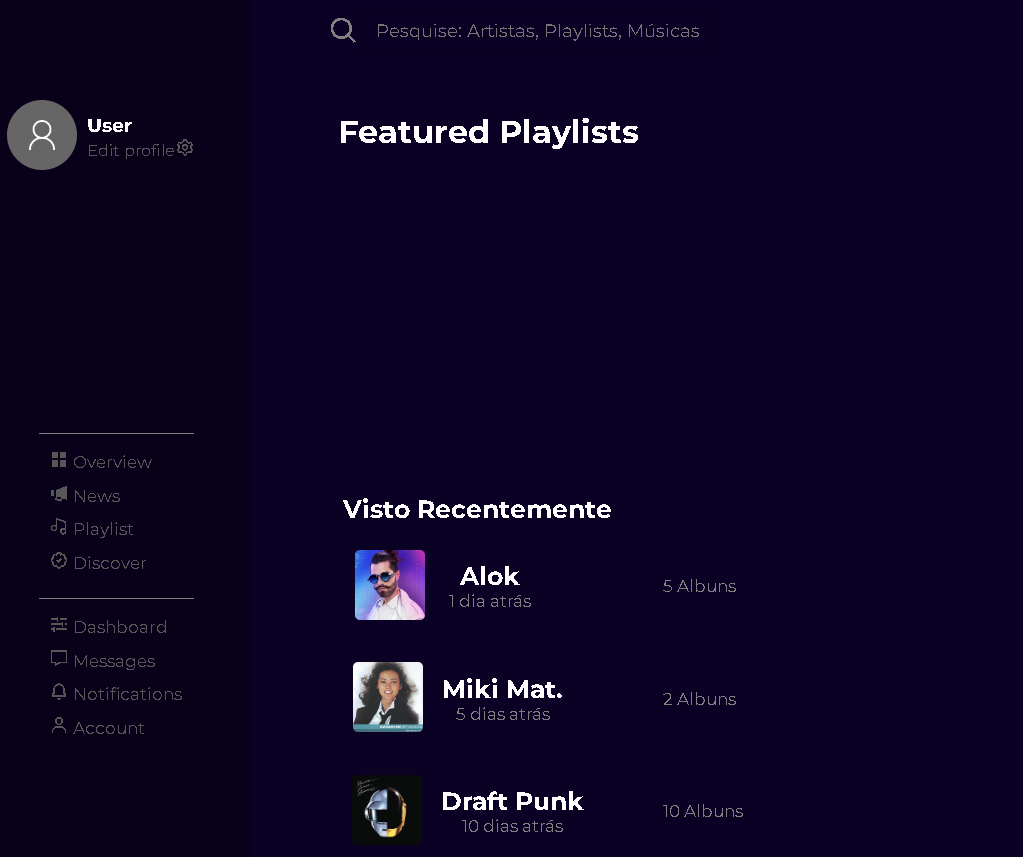 Pesquise: Artistas, Playlists, Músicas
User
Edit profile
Featured Playlists
Overview
News
Playlist
Discover
Dashboard
Messages
Notifications
Account
Visto Recentemente
Alok
1 dia atrás
5 Albuns
Miki Mat.
5 dias atrás
2 Albuns
Draft Punk
10 dias atrás
10 Albuns